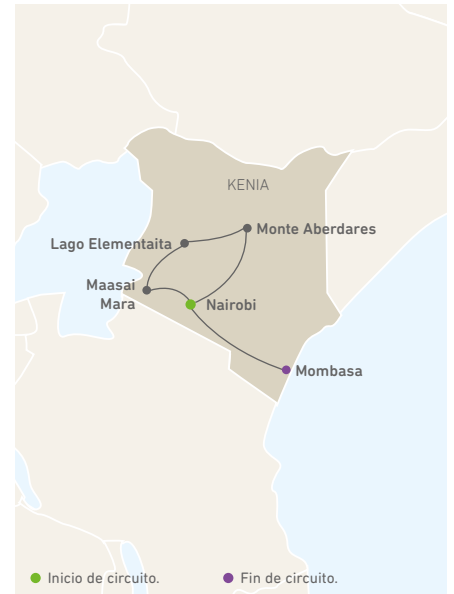 KENIA
Monte Aberdares
Lago Elementaita
Maasai
Mara
Nairobi
Mombasa
Inicio de circuito.
Fin de circuito.